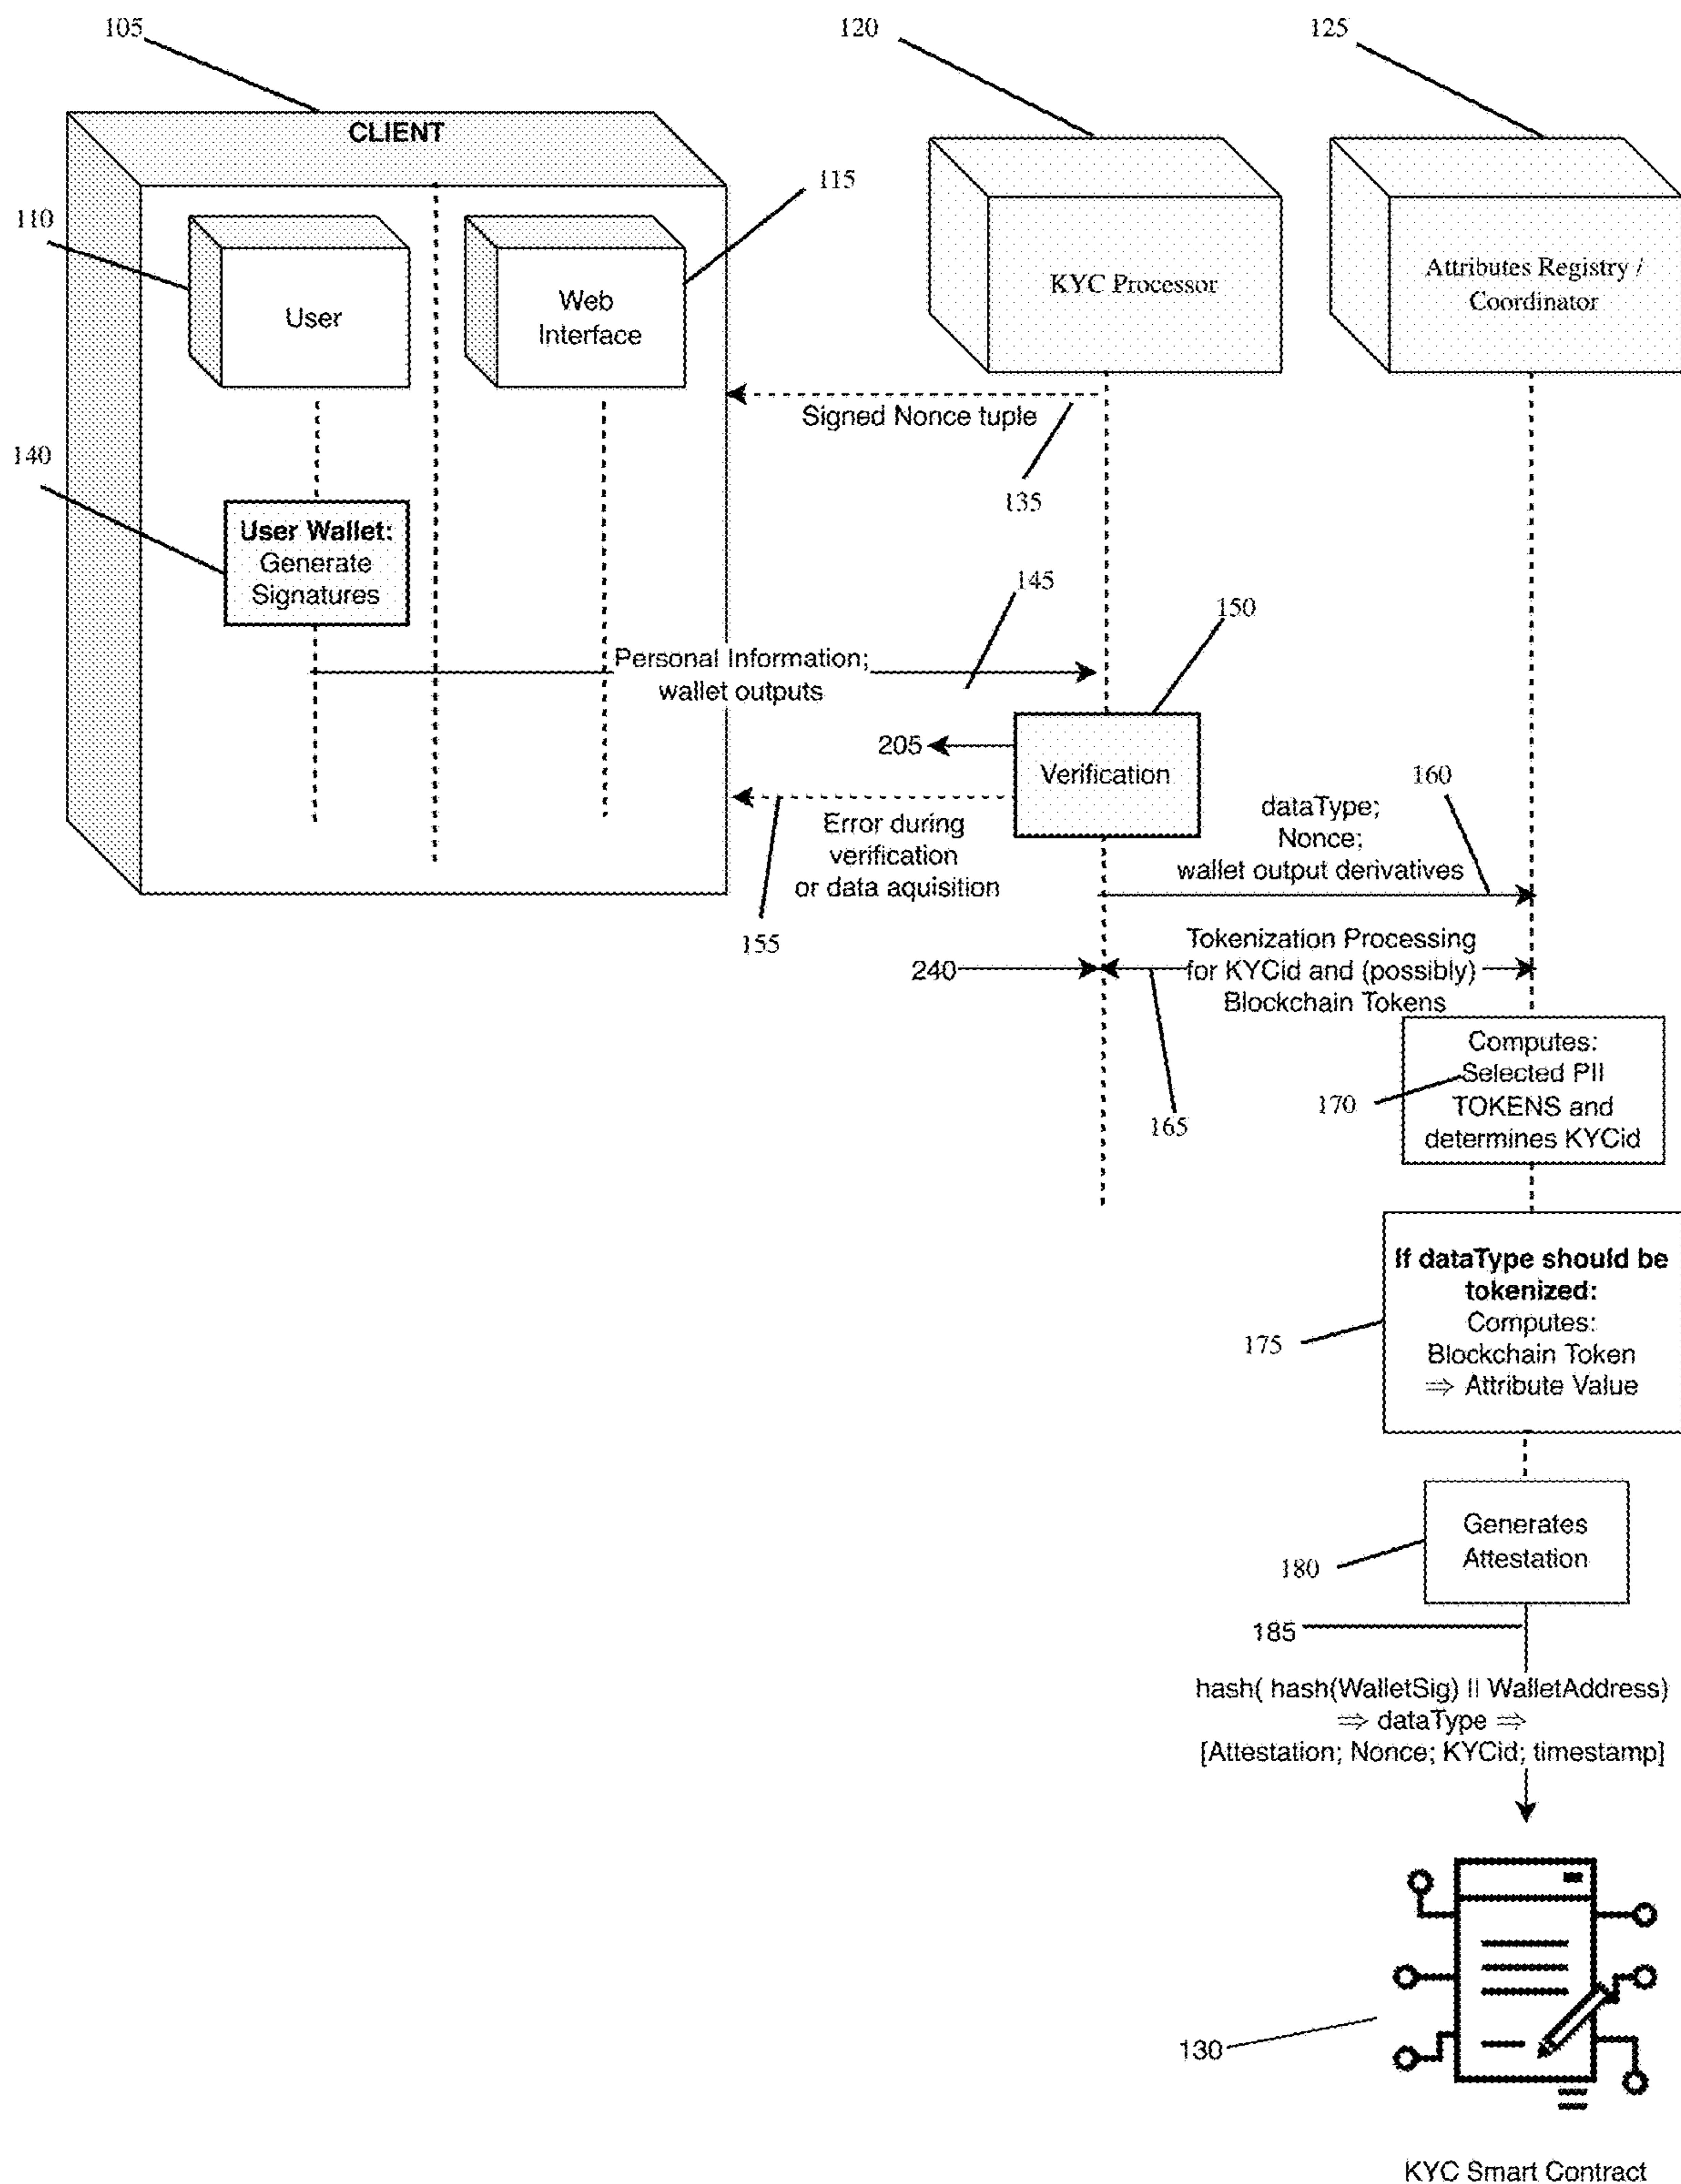 105
120
125
CLIENT
115
110
User
Web
Interface
KYC Processor
Attributes Registry /
Coordinator
Signed Nonce tuple
135
140
User Wallet:
Generate
Signatures
145
150
Personal Information;
wallet outputs
205
Verification
160
dataType;
Nonce;
wallet output derivatives
Error during
verification
or data aquisition
155
240
Tokenization Processing
for KYCid and (possibly)
Blockchain Tokens
165
170
Computes:
Selected PII
TOKENS and
determines KYCid
175
If dataType should be
tokenized:
Computes:
Blockchain Token
⇒ Attribute Value
180
Generates
Attestation
185
hash( hash(WalletSig) || WalletAddress)
⇒ dataType ⇒
[Attestation; Nonce; KYCid; timestamp]
130
KYC Smart Contract